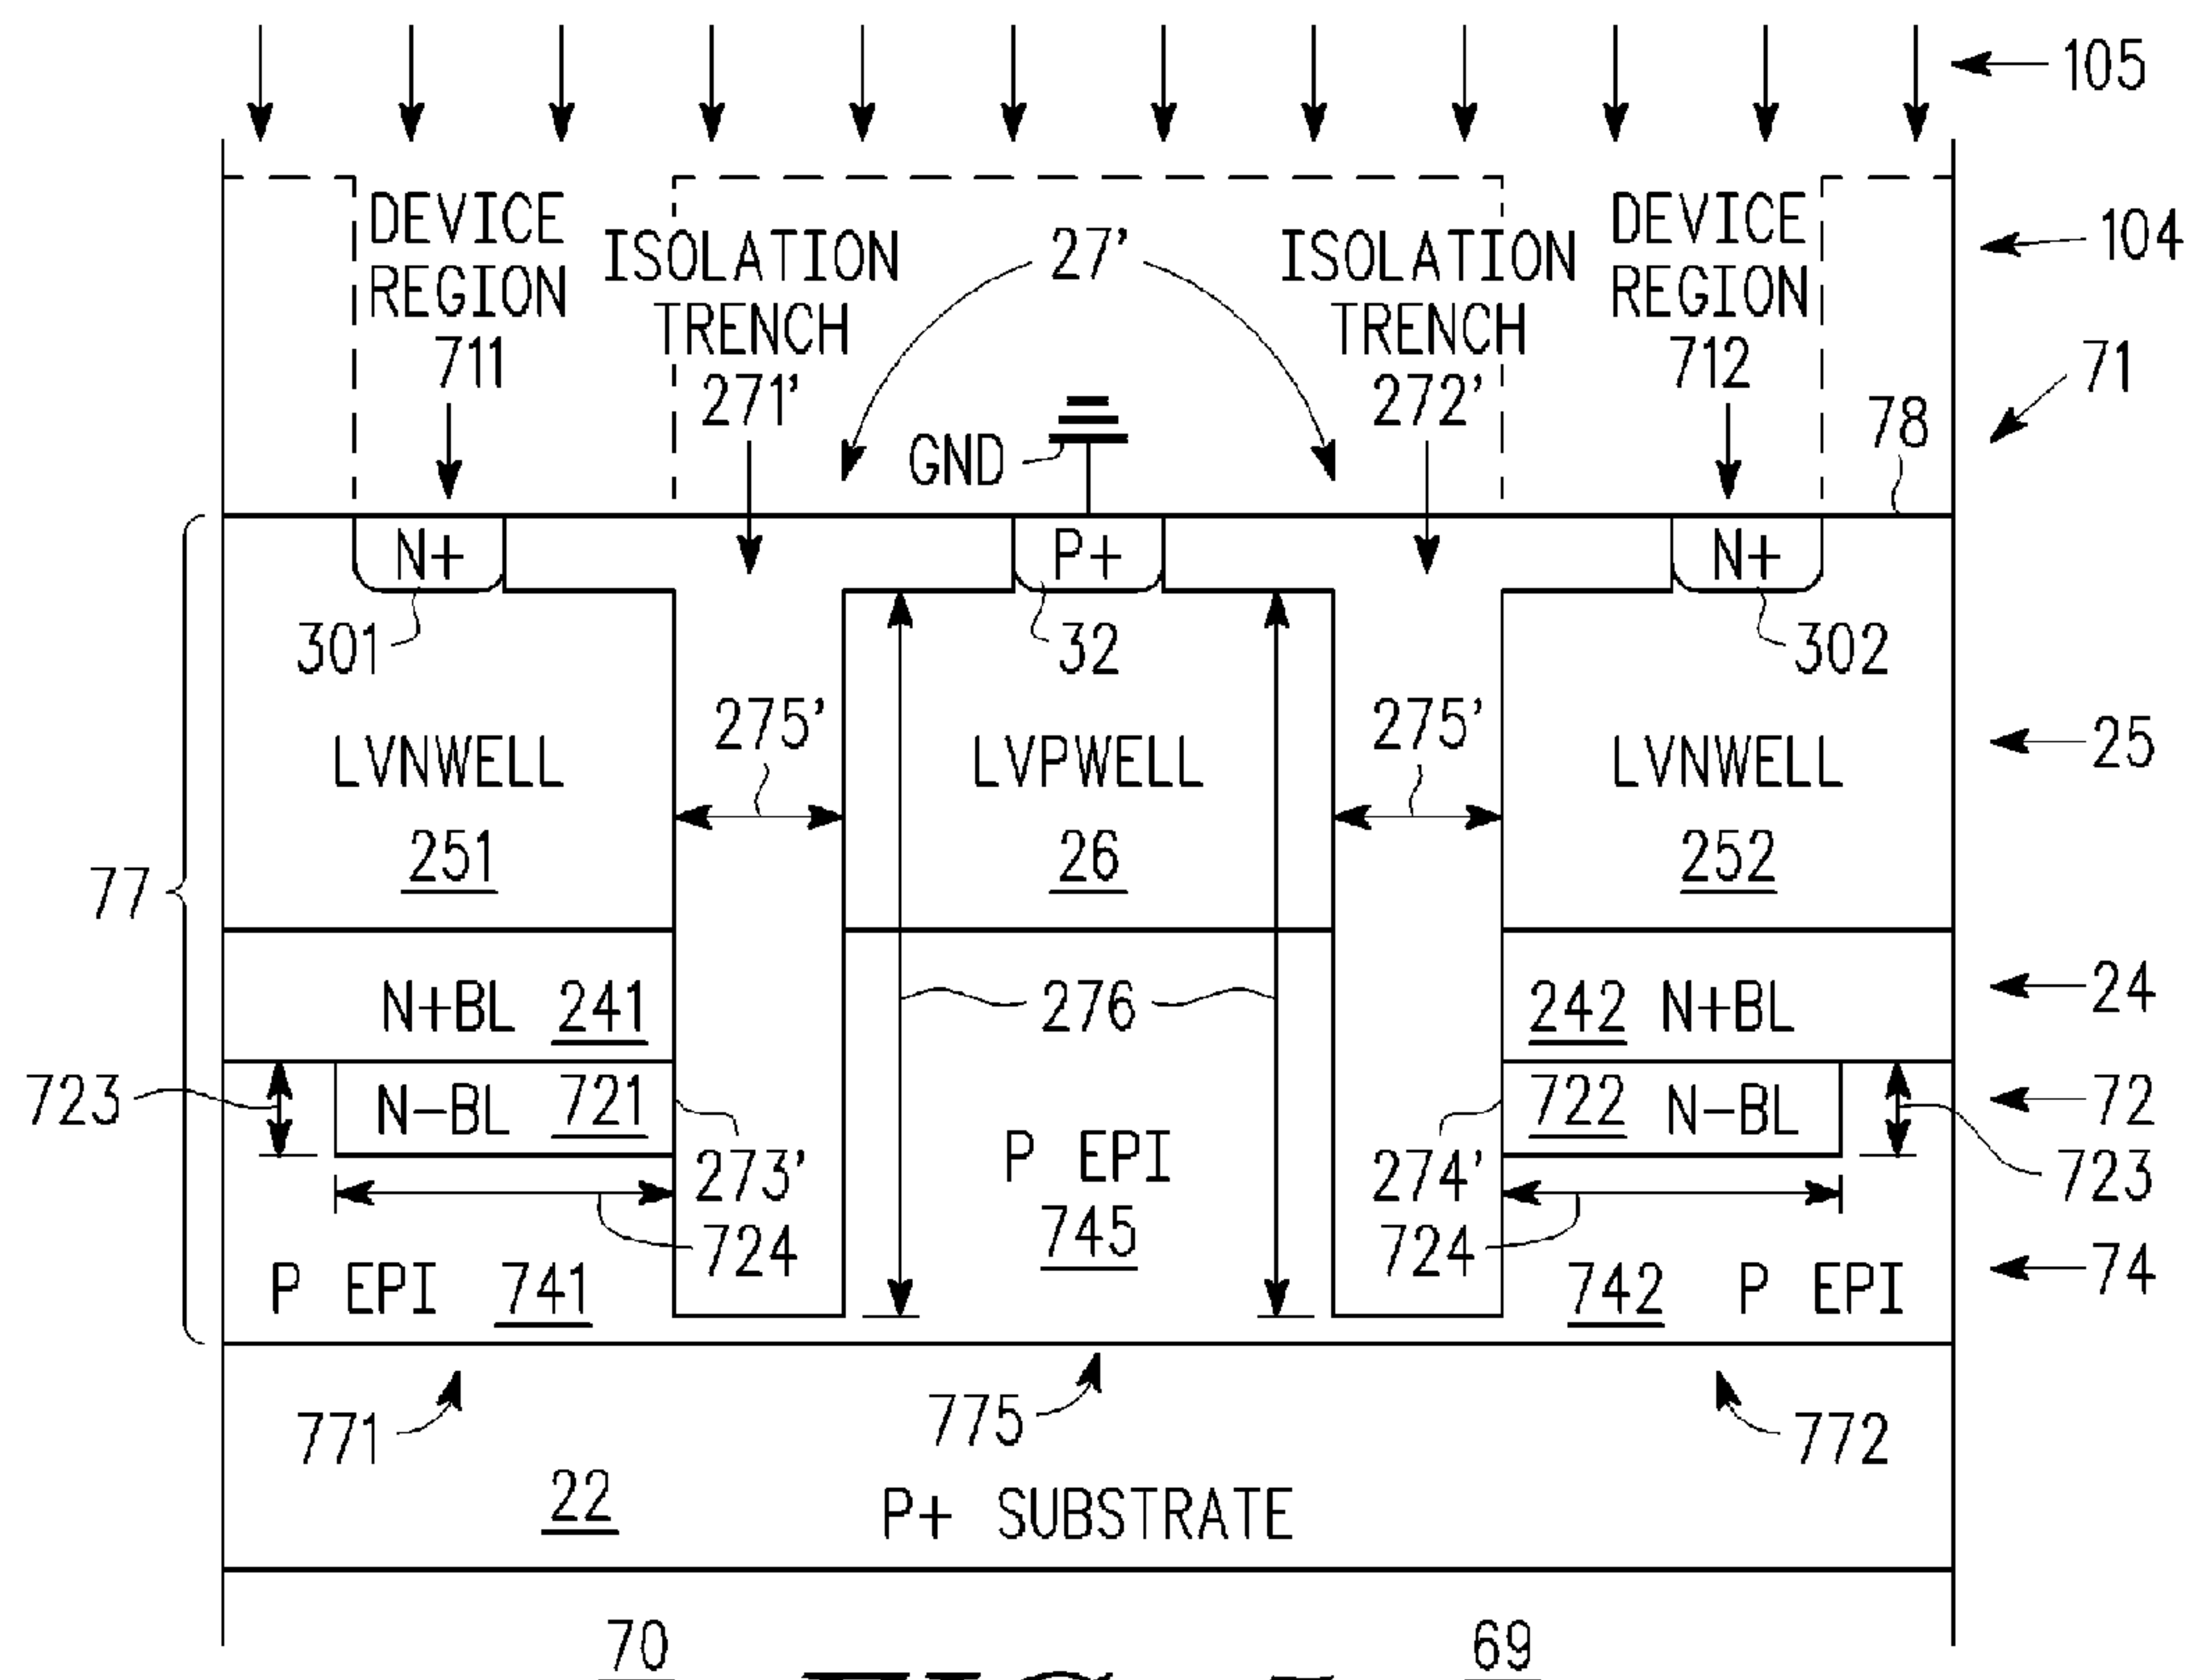 105
DEVICE
REGION
711
ISOLATION
TRENCH
271'
27'
ISOLATION
TRENCH
272'
DEVICE
REGION
712
104
71
GND
78
N+
P+
N+
301
32
302
275'
275'
LVNWELL
251
LVPWELL
26
LVNWELL
252
25
77
N+BL 241
276
242 N+BL
24
723
N-BL 721
722 N-BL
72
273'
P EPI
745
274'
723
724
724
P EPI 741
742 P EPI
74
771
775
772
22
P+ SUBSTRATE
70
69